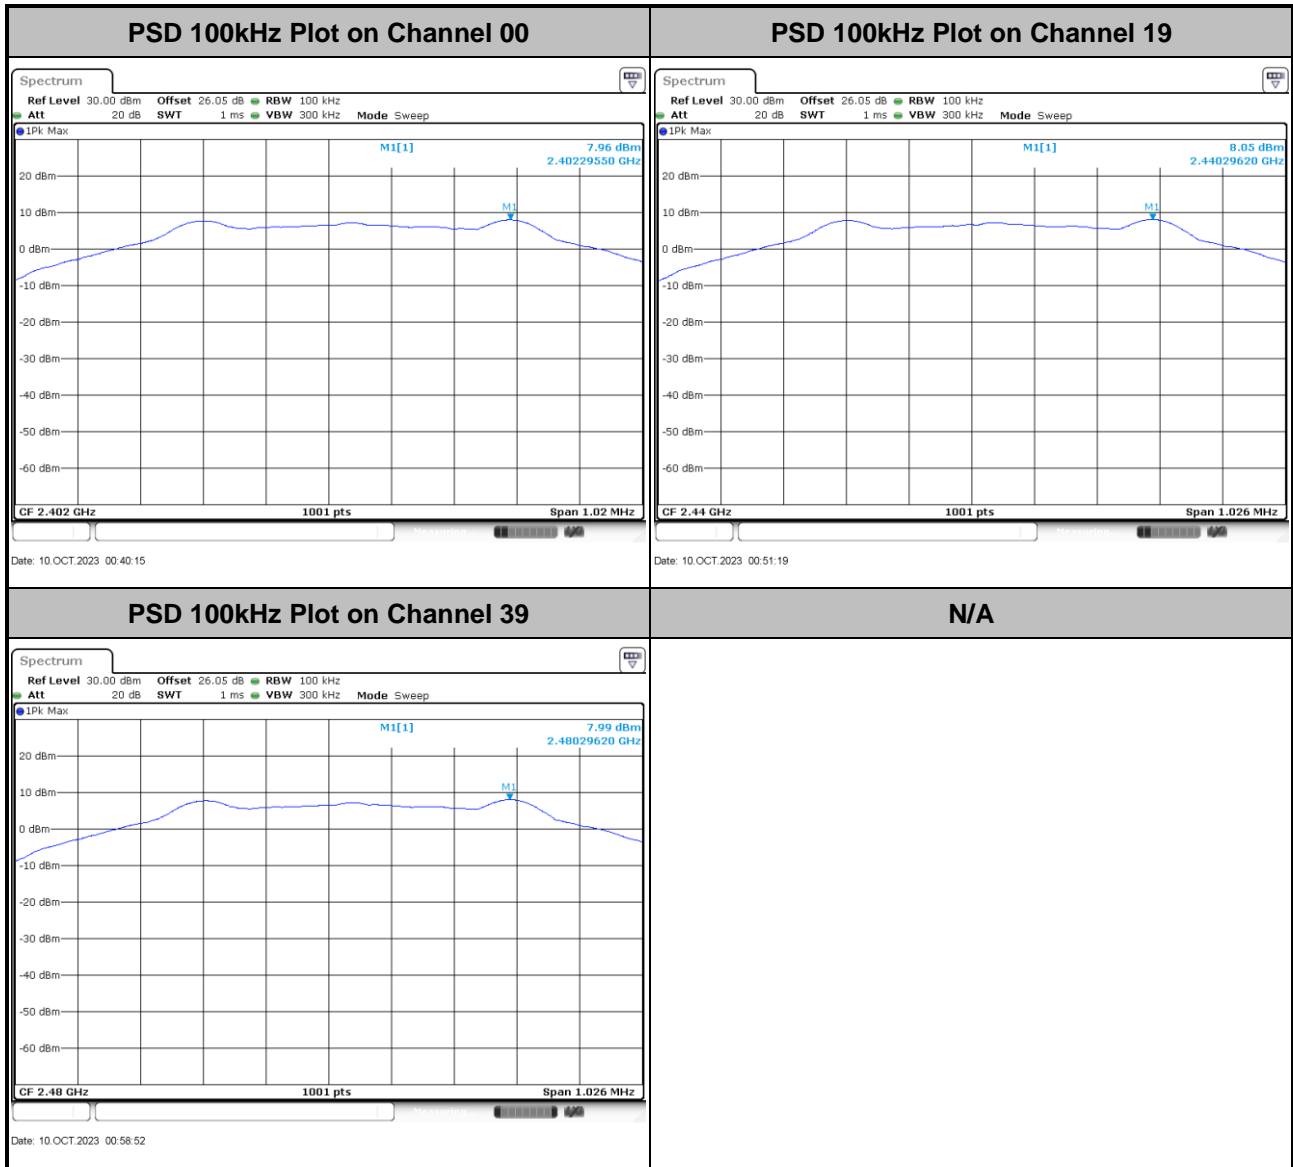 PSD 100kHz Plot on Channel 00
PSD 100kHz Plot on Channel 19
Spectrum
Ref Level 30.00 dBm Offset 26.05 dB RBW 100 kHz
Att 20 dB SWT 1 ms VBW 300 kHz Mode Sweep
1Pk Max
M1[1] 7.96 dBm
2.40229550 GHz
20 dBm
M1
10 dBm
0 dBm
-10 dBm
-20 dBm
-30 dBm
-40 dBm
-50 dBm
-60 dBm
CF 2.402 GHz 1001 pts Span 1.02 MHz
Measuring...
Date: 10.OCT.2023 00:40:15
Spectrum
Ref Level 30.00 dBm Offset 26.05 dB RBW 100 kHz
Att 20 dB SWT 1 ms VBW 300 kHz Mode Sweep
1Pk Max
M1[1] 8.05 dBm
2.44029620 GHz
20 dBm
M1
10 dBm
0 dBm
-10 dBm
-20 dBm
-30 dBm
-40 dBm
-50 dBm
-60 dBm
CF 2.44 GHz 1001 pts Span 1.026 MHz
Measuring...
Date: 10.OCT.2023 00:51:19
PSD 100kHz Plot on Channel 39
N/A
Spectrum
Ref Level 30.00 dBm Offset 26.05 dB RBW 100 kHz
Att 20 dB SWT 1 ms VBW 300 kHz Mode Sweep
1Pk Max
M1[1] 7.99 dBm
2.48029620 GHz
20 dBm
M1
10 dBm
0 dBm
-10 dBm
-20 dBm
-30 dBm
-40 dBm
-50 dBm
-60 dBm
CF 2.48 GHz 1001 pts Span 1.026 MHz
Measuring...
Date: 10.OCT.2023 00:58:52